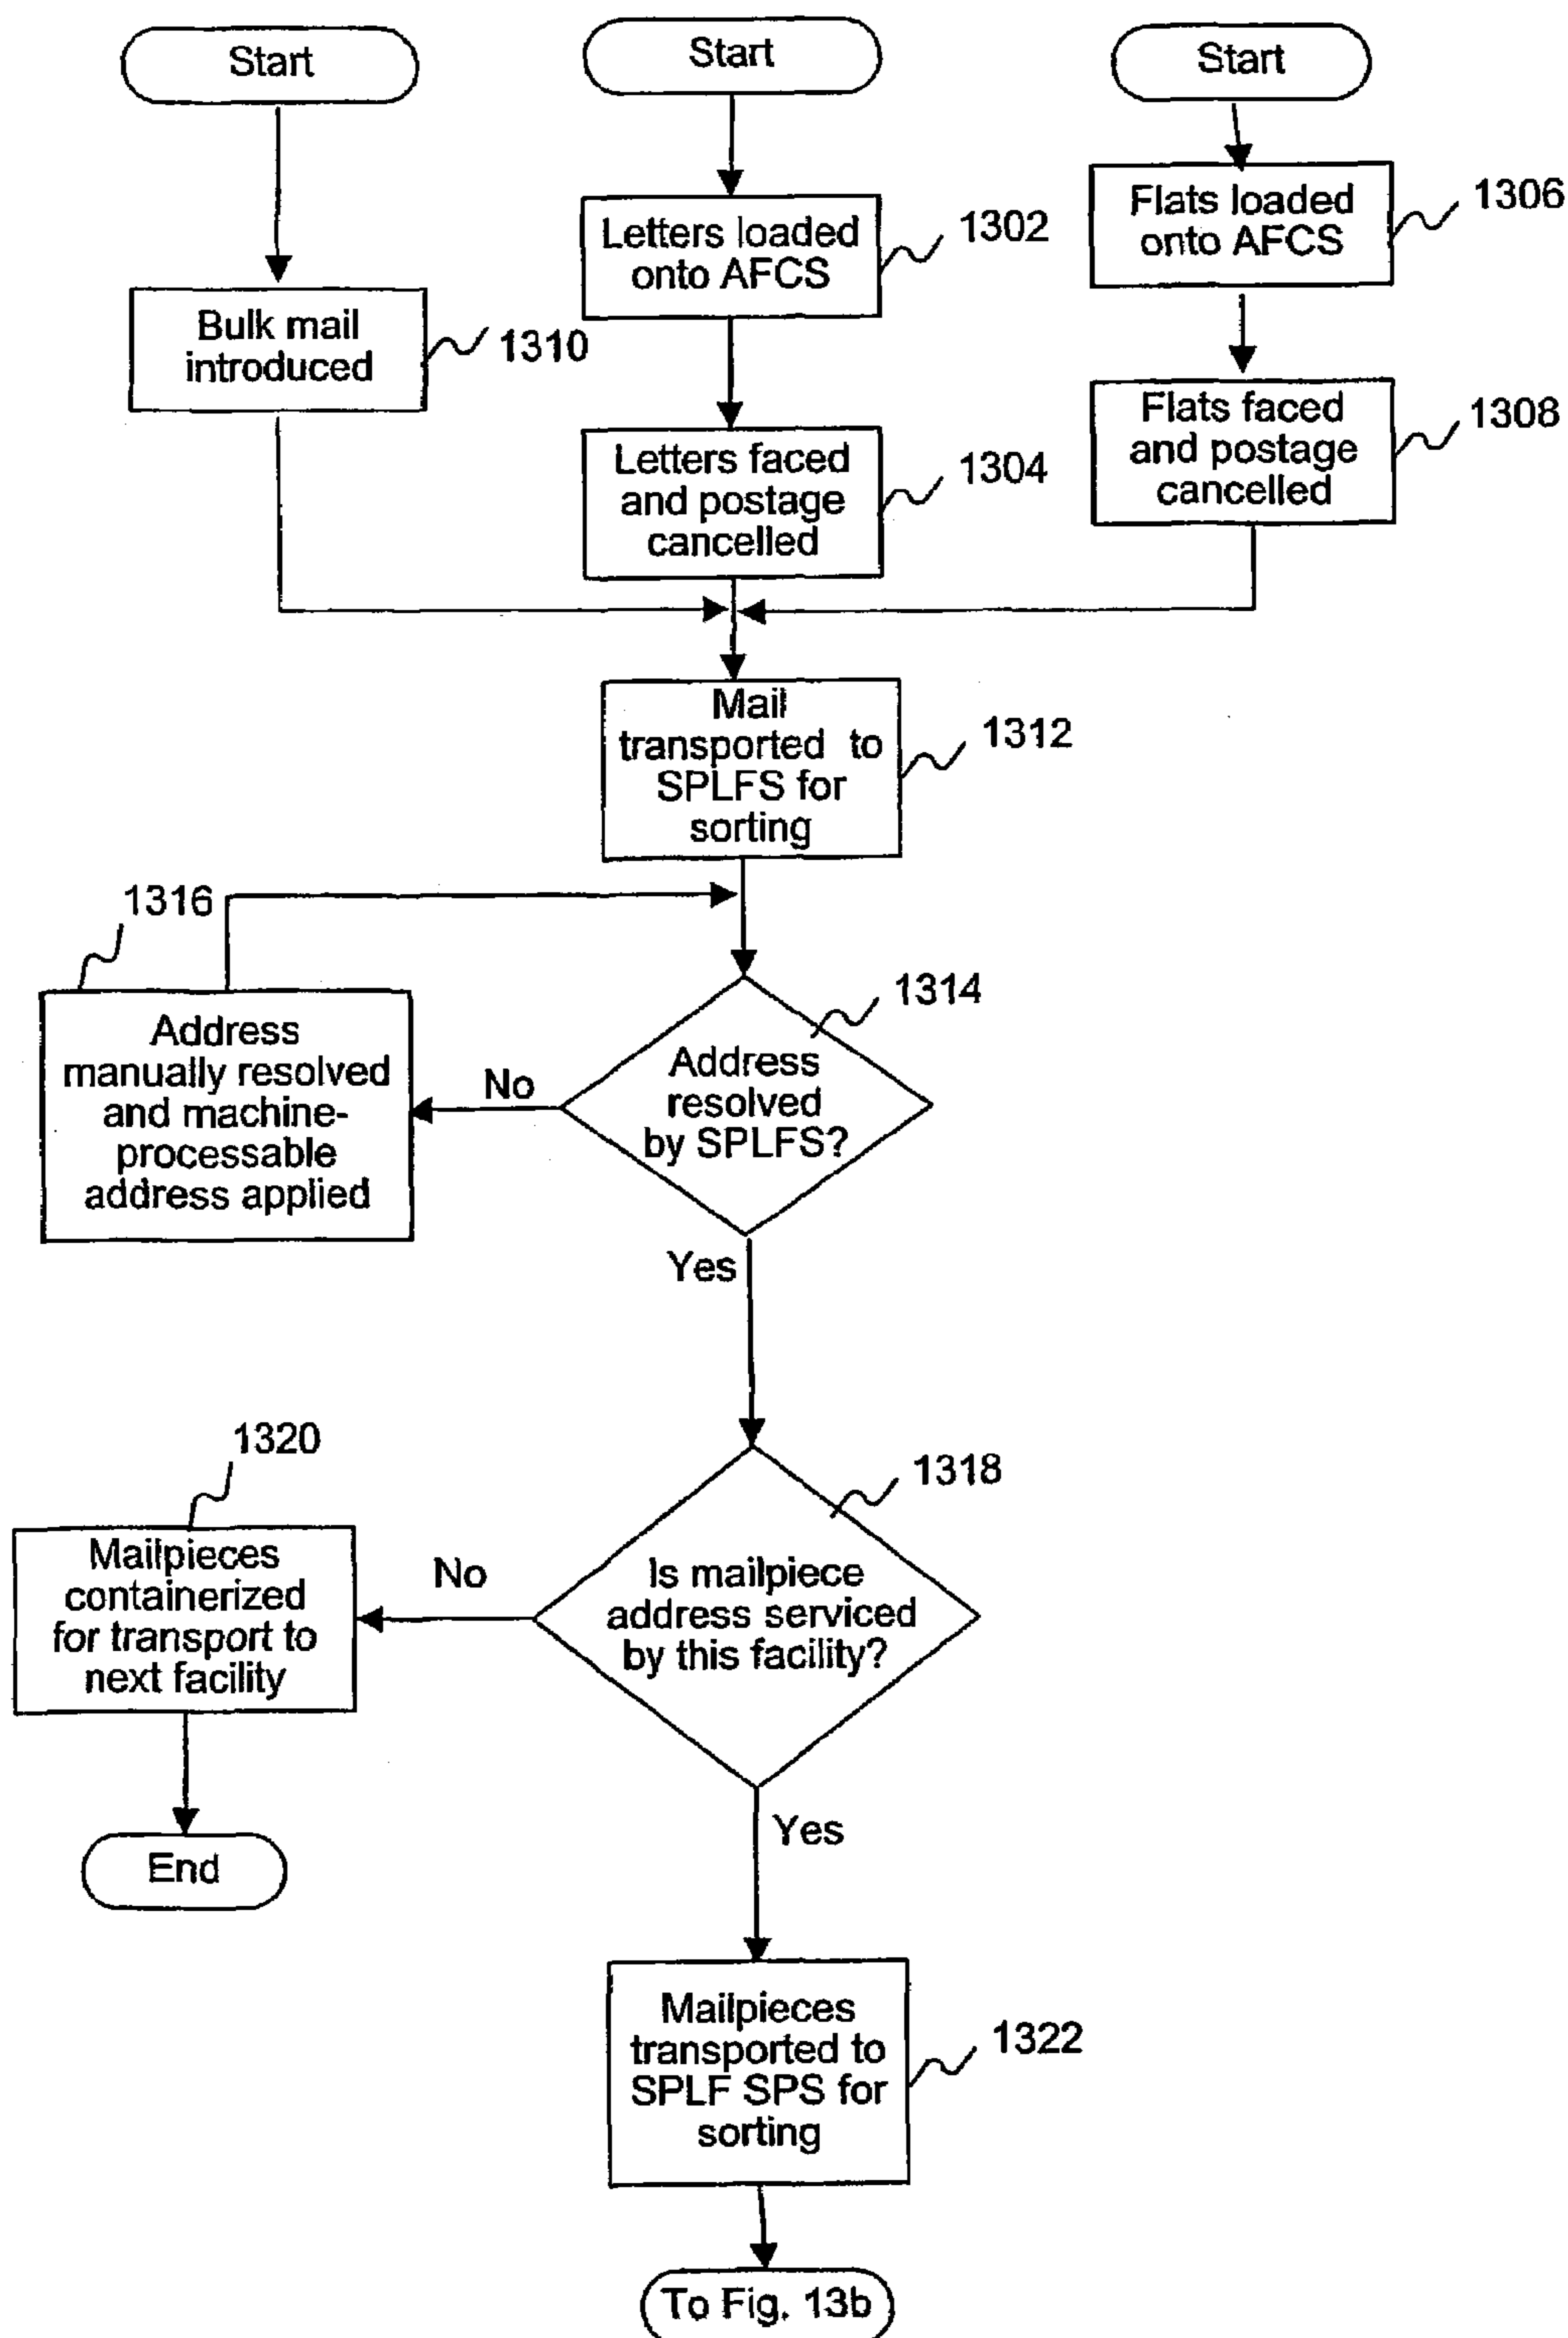 Start
Start
Start
Flats loaded
onto AFCS
1306
Letters loaded
onto AFCS
1302
Bulk mail
introduced
1310
Flats faced
and postage
cancelled
1308
Letters faced
and postage
cancelled
1304
Mail
transported to
SPLFS for
sorting
1312
1316
Address
manually resolved
and machine-
processable
address applied
No
1314
Address
resolved
by SPLFS?
Yes
1320
Mailpieces
containerized
for transport to
next facility
No
1318
Is mailpiece
address serviced
by this facility?
End
Yes
Mailpieces
transported to
SPLF SPS for
sorting
1322
To Fig. 13b